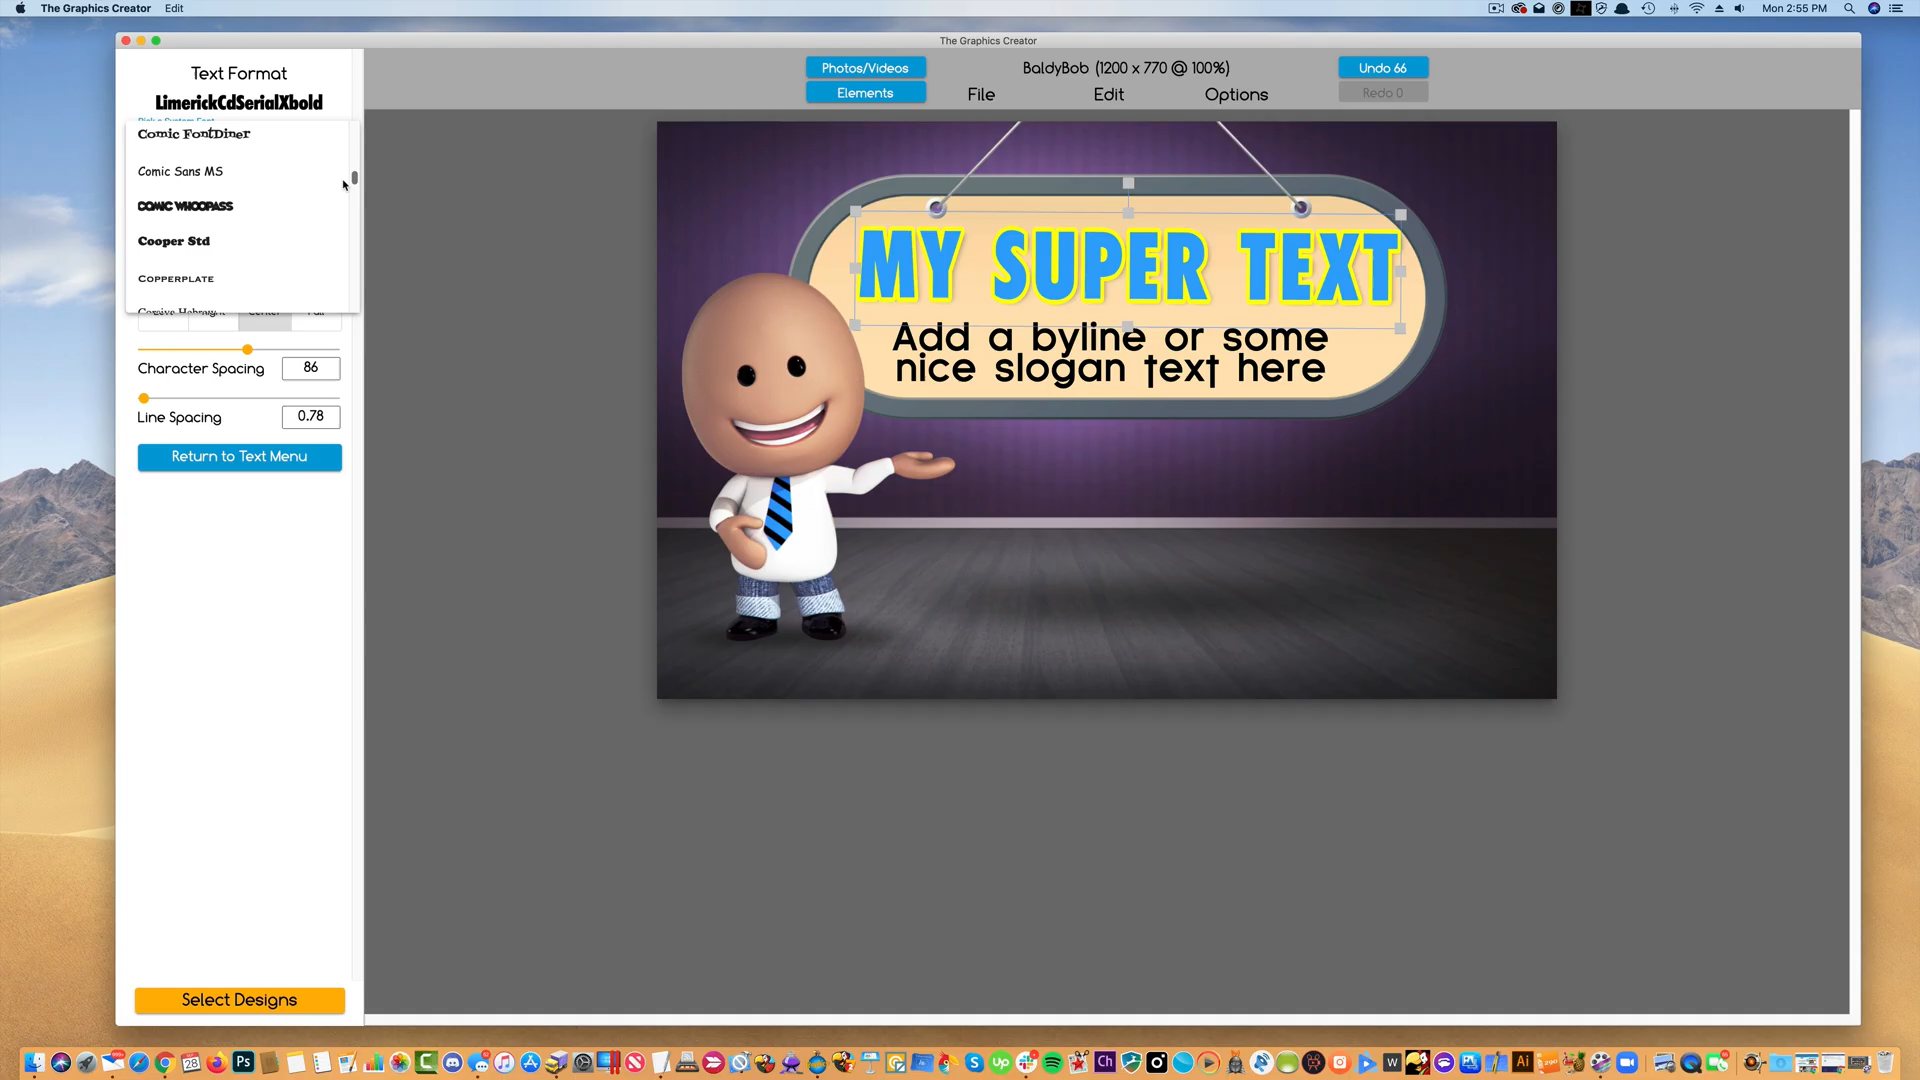 The Graphics Creator Edit
Mon 2:55 PM
The Graphics Creator
Text Format
LimerickCdSerialXbold
Pick a System Font
Comic FontDiner
Comic Sans MS
COMIC WHOOPASS
Cooper Std
COPPERPLATE
Character Spacing 86
Line Spacing 0.78
Return to Text Menu
Select Designs
Photos/Videos
Elements
BaldyBob (1200 x 770 @ 100%)
File Edit Options
Undo 66
Redo 0
MY SUPER TEXT
Add a byline or some
nice slogan text here